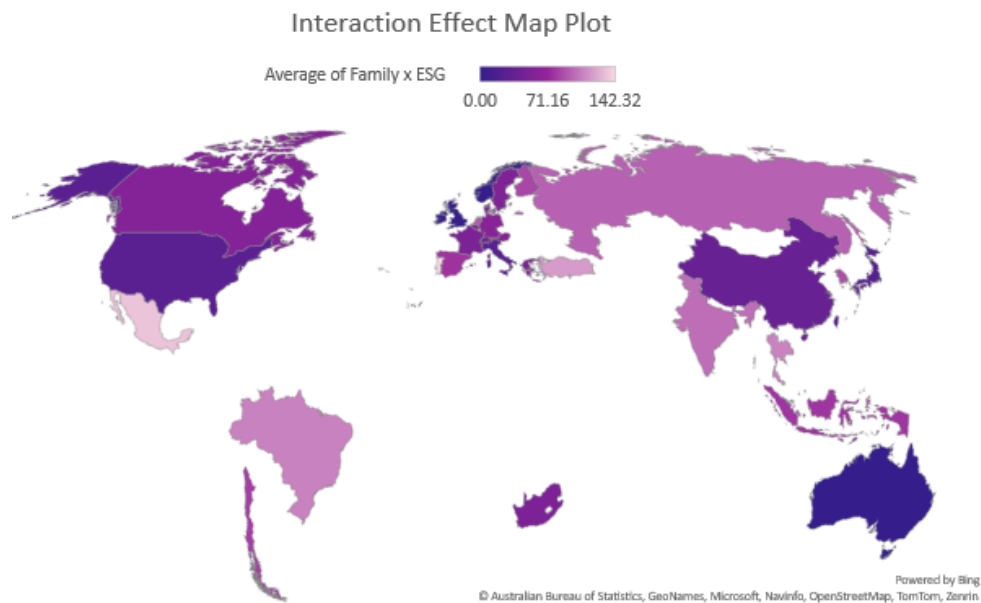 Interaction Effect Map Plot
Average of Family x ESG
0.00 71.16 142.32
Powered by Bing
© Australian Bureau of Statistics, GeoNames, Microsoft, Navinfo, OpenStreetMap, TomTom, Zenrin